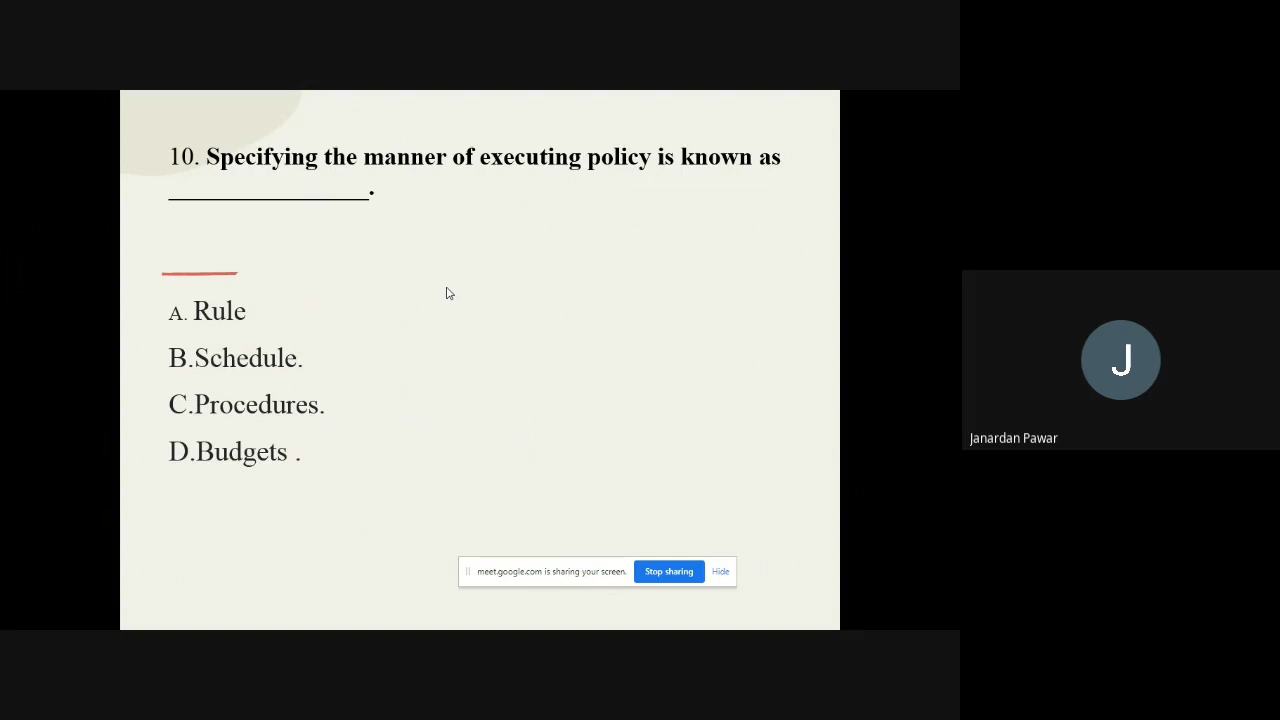 10. Specifying the manner of executing policy is known as
________________.
A. Rule
B.Schedule.
C.Procedures.
D.Budgets .
meet.google.com is sharing your screen. Stop sharing Hide
J
Janardan Pawar